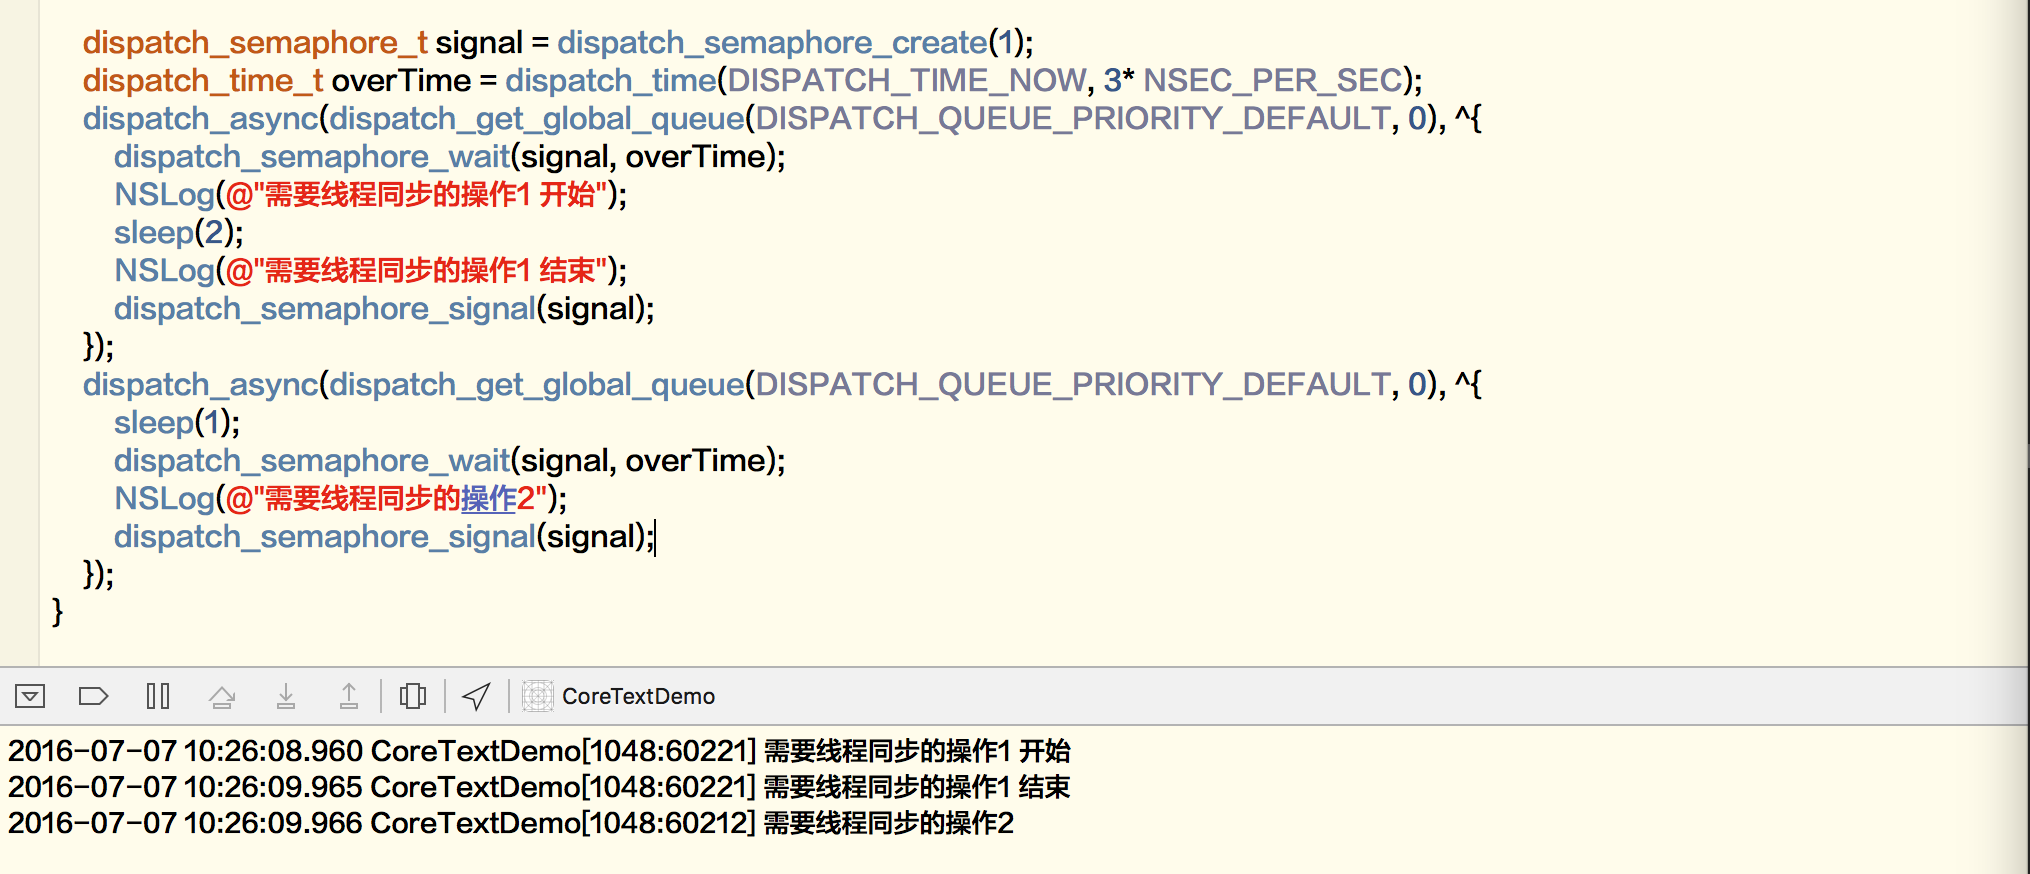 dispatch_semaphore_t signal = dispatch_semaphore_create(1);
dispatch_time_t overTime = dispatch_time(DISPATCH_TIME_NOW, 3* NSEC_PER_SEC);
dispatch_async(dispatch_get_global_queue(DISPATCH_QUEUE_PRIORITY_DEFAULT, 0), ^{
dispatch_semaphore_wait(signal, overTime);
NSLog(@"需要线程同步的操作1 开始");
sleep(2);
NSLog(@"需要线程同步的操作1 结束");
dispatch_semaphore_signal(signal);
});
dispatch_async(dispatch_get_global_queue(DISPATCH_QUEUE_PRIORITY_DEFAULT, 0), ^{
sleep(1);
dispatch_semaphore_wait(signal, overTime);
NSLog(@"需要线程同步的操作2");
dispatch_semaphore_signal(signal);
});
}
CoreTextDemo
2016-07-07 10:26:08.960 CoreTextDemo[1048:60221] 需要线程同步的操作1 开始
2016-07-07 10:26:09.965 CoreTextDemo[1048:60221] 需要线程同步的操作1 结束
2016-07-07 10:26:09.966 CoreTextDemo[1048:60212] 需要线程同步的操作2